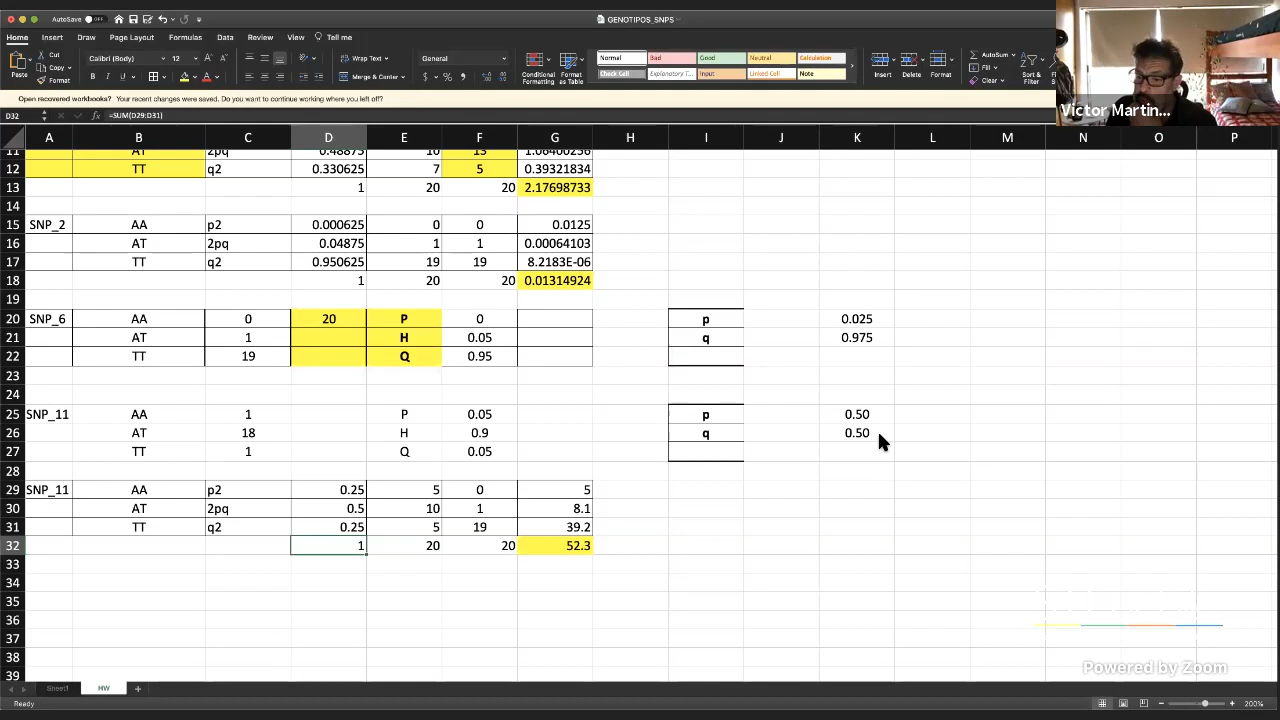 AutoSave OFF GENOTIPOS_SNPS
Home Insert Draw Page Layout Formulas Data Review View Tell me
Paste Cut Copy Format Calibri (Body) 12 Wrap Text Merge & Center General Conditional Formatting Format as Table Normal Bad Good Neutral Calculation Check Cell Explanatory T... Input Linked Cell Note Insert Delete Format AutoSum Fill Clear Sort & Filter
Open recovered workbooks? Your recent changes were saved. Do you want to continue working where you left off?
Victor Martin...
D32 fx =SUM(D29:D31)
A B C D E F G H I J K L M N O P
11 AT 2pq 0.48875 10 13 1.06400256
12 TT q2 0.330625 7 5 0.39321834
13 1 20 20 2.17698733
14
15 SNP_2 AA p2 0.000625 0 0 0.0125
16 AT 2pq 0.04875 1 1 0.00064103
17 TT q2 0.950625 19 19 8.2183E-06
18 1 20 20 0.01314924
19
20 SNP_6 AA 0 20 P 0 p 0.025
21 AT 1 H 0.05 q 0.975
22 TT 19 Q 0.95
23
24
25 SNP_11 AA 1 P 0.05 p 0.50
26 AT 18 H 0.9 q 0.50
27 TT 1 Q 0.05
28
29 SNP_11 AA p2 0.25 5 0 5
30 AT 2pq 0.5 10 1 8.1
31 TT q2 0.25 5 19 39.2
32 1 20 20 52.3
33
34
35
36
37
38
39
Powered by Zoom
Sheet1 HW +
Ready 200%